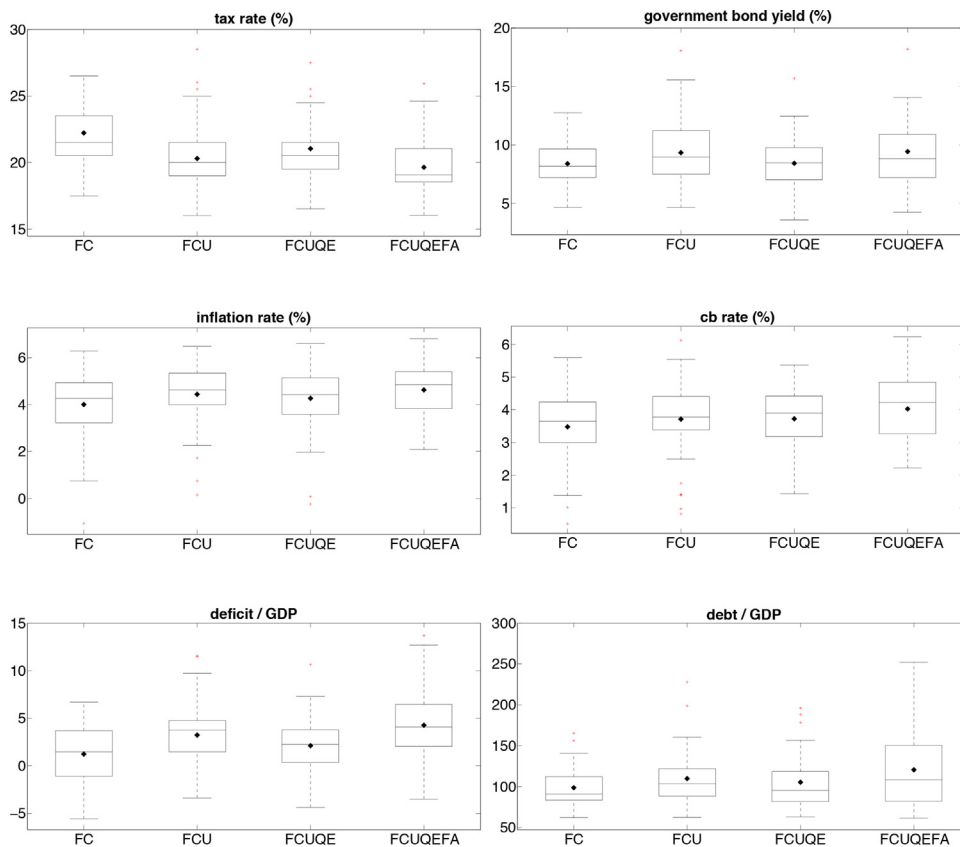 tax rate (%)
30
25
20
15
FC FCU FCUQE FCUQEFA
government bond yield (%)
20
15
10
5
FC FCU FCUQE FCUQEFA
inflation rate (%)
6
4
2
0
FC FCU FCUQE FCUQEFA
cb rate (%)
6
5
4
3
2
1
FC FCU FCUQE FCUQEFA
deficit / GDP
15
10
5
0
−5
FC FCU FCUQE FCUQEFA
debt / GDP
300
250
200
150
100
50
FC FCU FCUQE FCUQEFA